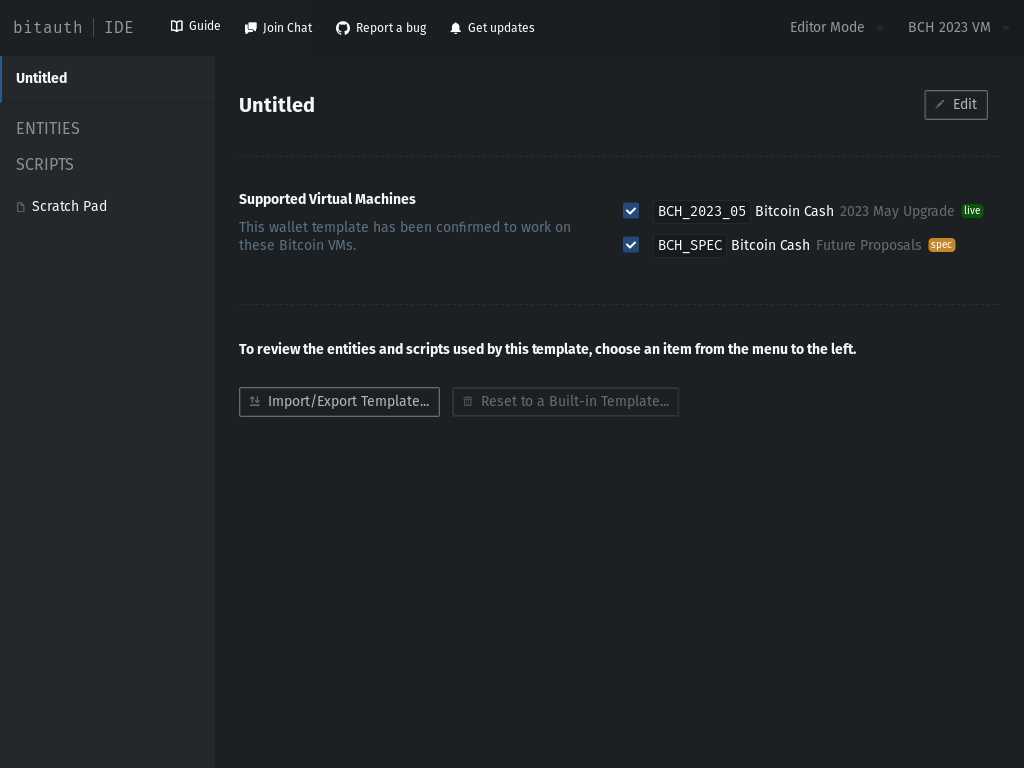 bitauth | IDE
Guide
Join Chat
Report a bug
Get updates
Editor Mode
BCH 2023 VM
Untitled
ENTITIES
SCRIPTS
Scratch Pad
Untitled
Edit
Supported Virtual Machines
This wallet template has been confirmed to work on
these Bitcoin VMs.
BCH_2023_05 Bitcoin Cash 2023 May Upgrade live
BCH_SPEC Bitcoin Cash Future Proposals spec
To review the entities and scripts used by this template, choose an item from the menu to the left.
Import/Export Template...
Reset to a Built-in Template...